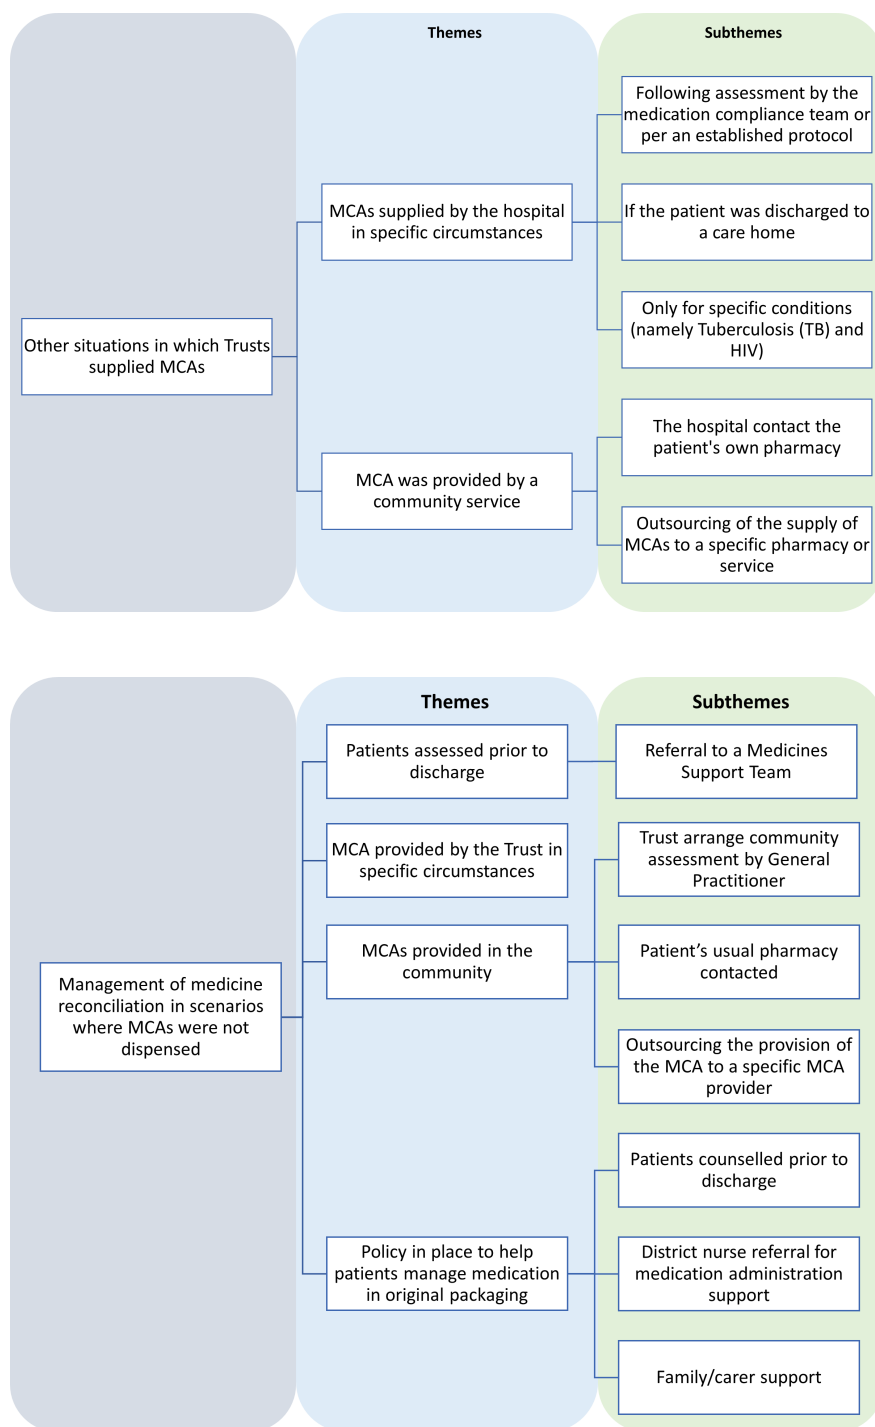 Themes
Subthemes
Following assessment by the
medication compliance team or
per an established protocol
MCAs supplied by the hospital
in specific circumstances
If the patient was discharged to
a care home
Only for specific conditions
(namely Tuberculosis (TB) and
HIV)
Other situations in which Trusts
supplied MCAs
The hospital contact the
patient's own pharmacy
MCA was provided by a
community service
Outsourcing of the supply of
MCAs to a specific pharmacy or
service
Themes
Subthemes
Patients assessed prior to
discharge
Referral to a Medicines
Support Team
MCA provided by the Trust in
specific circumstances
Trust arrange community
assessment by General
Practitioner
MCAs provided in the
community
Patient’s usual pharmacy
contacted
Management of medicine
reconciliation in scenarios
where MCAs were not
dispensed
Outsourcing the provision of
the MCA to a specific MCA
provider
Patients counselled prior to
discharge
Policy in place to help
patients manage medication
in original packaging
District nurse referral for
medication administration
support
Family/carer support